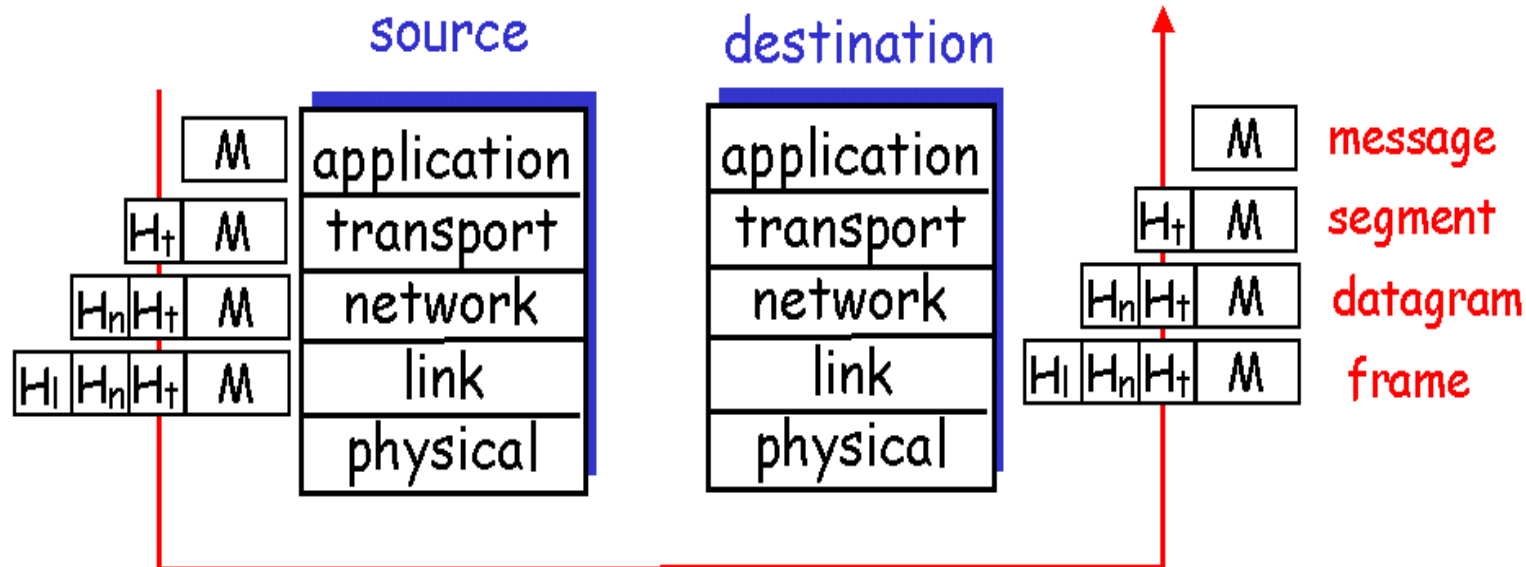 source destination
M application application M message
Ht M transport transport Ht M segment
Hn Ht M network network Hn Ht M datagram
Hl Hn Ht M link link Hl Hn Ht M frame
physical physical